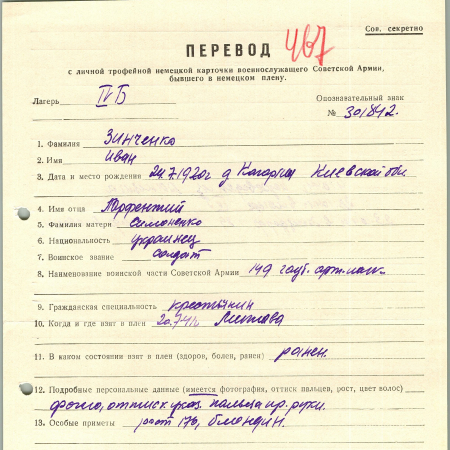 Сов. секретно
ПЕРЕВОД 467
с личной трофейной немецкой карточки военнослужащего Советской Армии,
бывшего в немецком плену.
Лагерь IV Б
Опознавательный знак
№ 301842.
1. Фамилия Зинченко
2. Имя Иван
3. Дата и место рождения 24.7.1920г д Кагарлык Киевской обл
4. Имя отца
5. Фамилия матери Симоненко
6. Национальность украинец
7. Воинское звание солдат
8. Наименование воинской части Советской Армии 149 гауб. арт. полк
9. Гражданская специальность крестьянин
10. Когда и где взят в плен 20.7.41г
11. В каком состоянии взят в плен (здоров, болен, ранен) ранен.
12. Подробные персональные данные (имеется фотография, оттиск пальцев, рост, цвет волос)
фото, оттиск указ. пальца пр. руки.
13. Особые приметы рост 176, блондин.